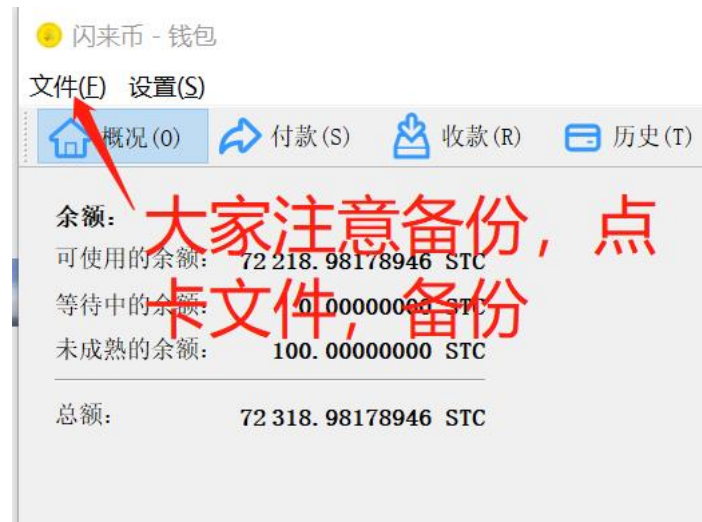 闪来币 - 钱包
文件(F) 设置(S)
概况(O) 付款(S) 收款(R) 历史(T)
余额:
大家注意备份，点
可使用的余额: 72 218.98178946 STC
等待中的余额: 0.00000000 STC
卡文件，备份
未成熟的余额: 100.00000000 STC
总额: 72 318.98178946 STC